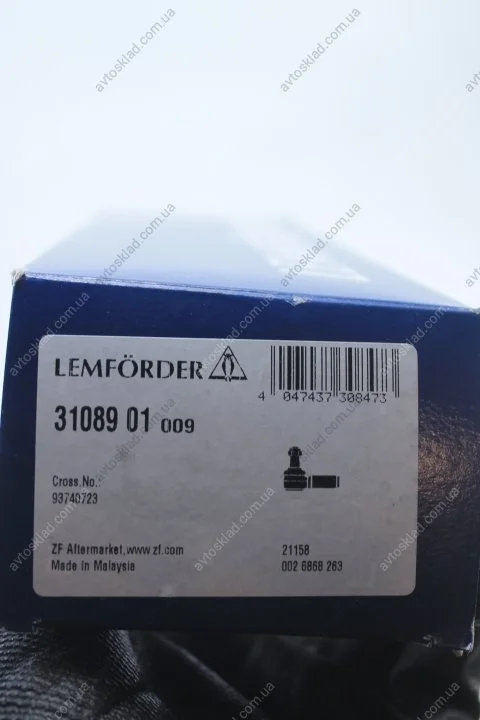 LEMFÖRDER
4 047437 308473
31089 01 009
Cross.No.:
93740723
ZF Aftermarket,www zf.com
Made in Malaysia
21158
002 6868 263
avtosklad.com.ua